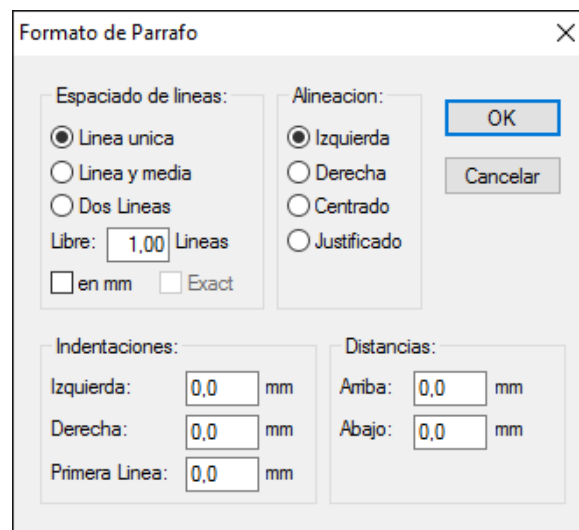 Formato de Parrafo
Espaciado de lineas:
Linea unica
Linea y media
Dos Lineas
Libre: 1,00 Lineas
en mm Exact
Alineacion:
Izquierda
Derecha
Centrado
Justificado
OK
Cancelar
Indentaciones:
Izquierda: 0,0 mm
Derecha: 0,0 mm
Primera Linea: 0,0 mm
Distancias:
Arriba: 0,0 mm
Abajo: 0,0 mm